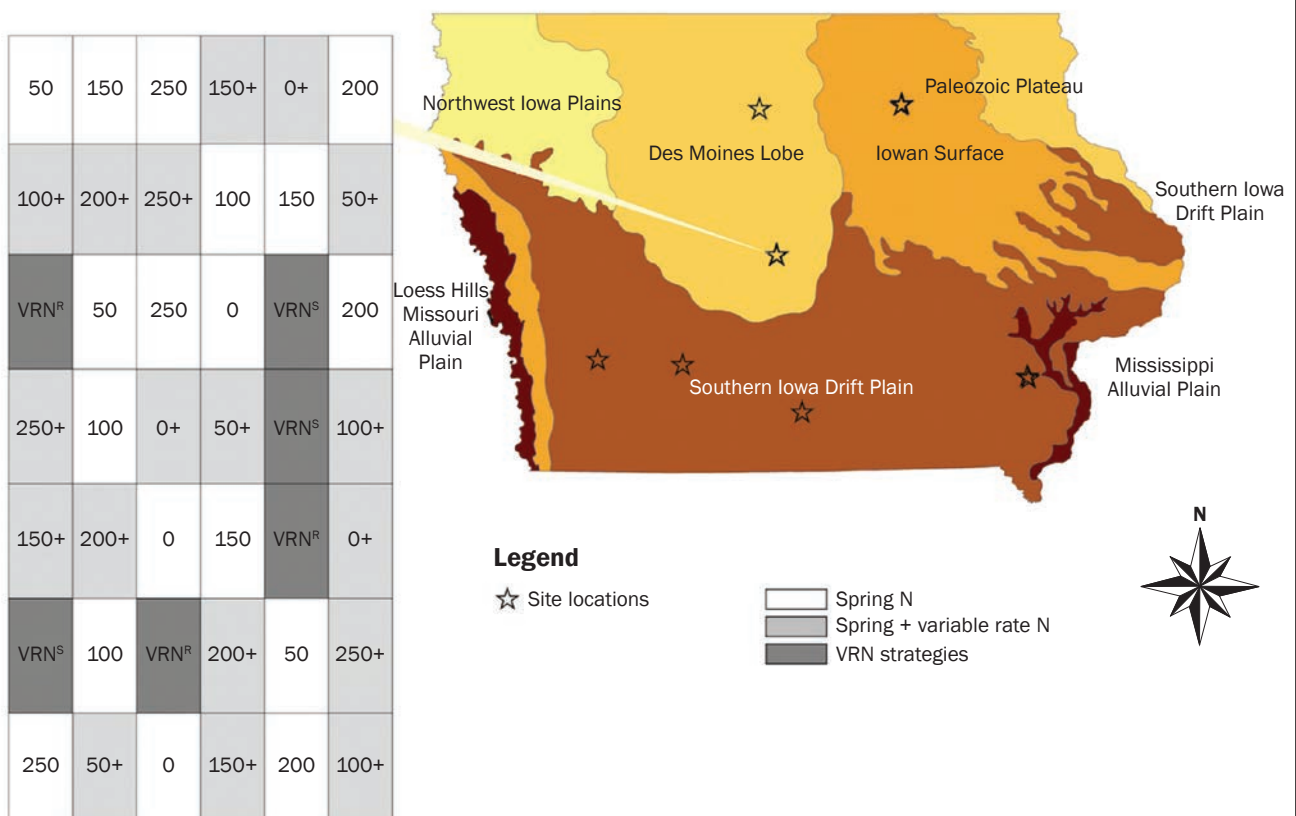 50 150 250 150+ 0+ 200
100+ 200+ 250+ 100 150 50+
VRNᴿ 50 250 0 VRNˢ 200
250+ 100 0+ 50+ VRNˢ 100+
150+ 200+ 0 150 VRNᴿ 0+
VRNˢ 100 VRNᴿ 200+ 50 250+
250 50+ 0 150+ 200 100+
Northwest Iowa Plains
Des Moines Lobe
Paleozoic Plateau
Iowan Surface
Southern Iowa
Drift Plain
Loess Hills
Missouri
Alluvial
Plain
Southern Iowa Drift Plain
Mississippi
Alluvial Plain
N
Legend
Site locations
Spring N
Spring + variable rate N
VRN strategies